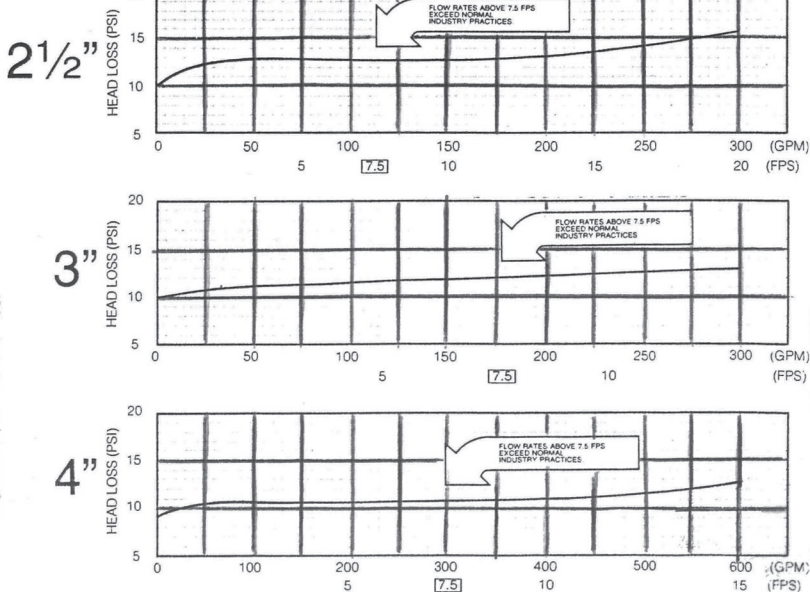 FLOW RATES ABOVE 7.5 FPS
EXCEED NORMAL
INDUSTRY PRACTICES
2½"
HEAD LOSS (PSI)
15
10
5
0 50 100 150 200 250 300 (GPM)
5 7.5 10 15 20 (FPS)
3"
HEAD LOSS (PSI)
20
15
10
5
FLOW RATES ABOVE 7.5 FPS
EXCEED NORMAL
INDUSTRY PRACTICES
0 50 100 150 200 250 300 (GPM)
5 7.5 10 (FPS)
4"
HEAD LOSS (PSI)
20
15
10
5
FLOW RATES ABOVE 7.5 FPS
EXCEED NORMAL
INDUSTRY PRACTICES
0 100 200 300 400 500 600 (GPM)
5 7.5 10 15 (FPS)